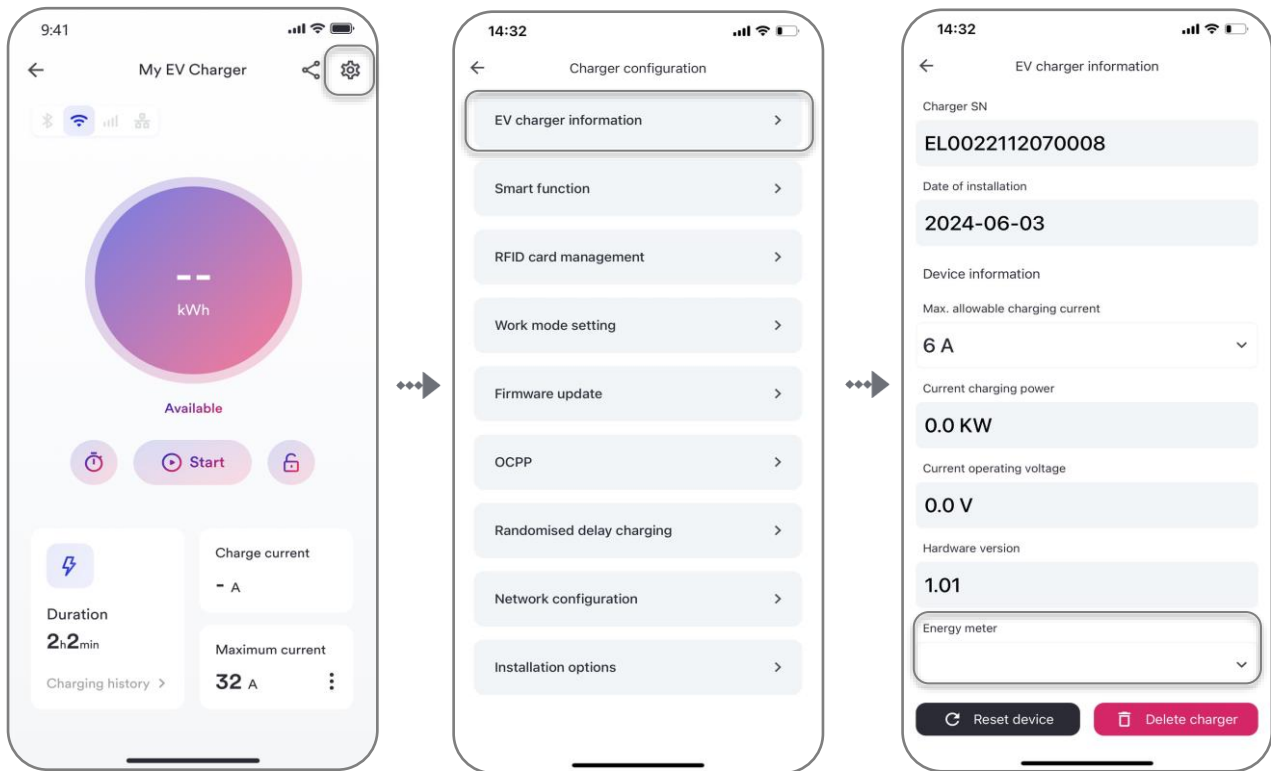 9:41
My EV Charger
--
kWh
Available
Start
Duration
2h2min
Charging history >
Charge current
- A
Maximum current
32 A
14:32
Charger configuration
EV charger information
Smart function
RFID card management
Work mode setting
Firmware update
OCPP
Randomised delay charging
Network configuration
Installation options
14:32
EV charger information
Charger SN
EL0022112070008
Date of installation
2024-06-03
Device information
Max. allowable charging current
6 A
Current charging power
0.0 KW
Current operating voltage
0.0 V
Hardware version
1.01
Energy meter
Reset device
Delete charger